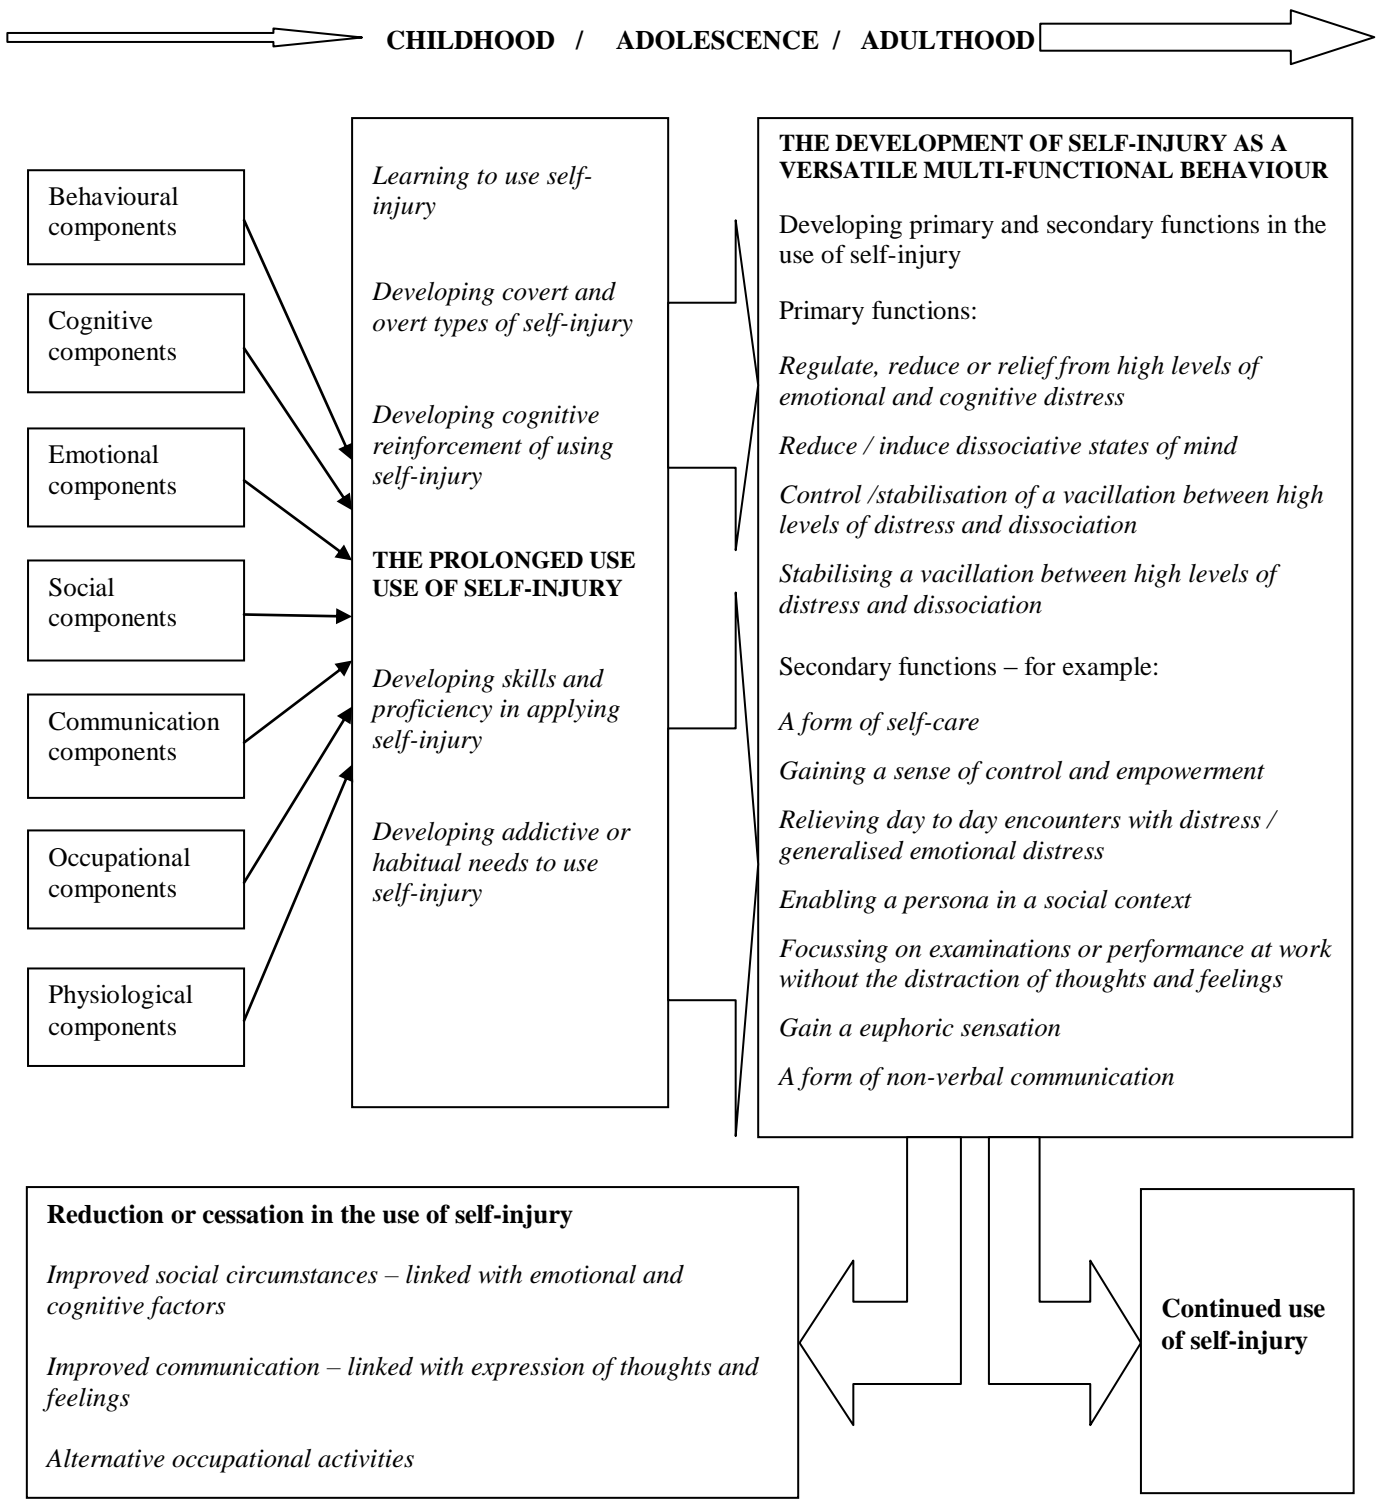 CHILDHOOD / ADOLESCENCE / ADULTHOOD
Behavioural
components
Cognitive
components
Emotional
components
Social
components
Communication
components
Occupational
components
Physiological
components
Learning to use self-
injury
Developing covert and
overt types of self-injury
Developing cognitive
reinforcement of using
self-injury
THE PROLONGED USE
USE OF SELF-INJURY
Developing skills and
proficiency in applying
self-injury
Developing addictive or
habitual needs to use
self-injury
THE DEVELOPMENT OF SELF-INJURY AS A
VERSATILE MULTI-FUNCTIONAL BEHAVIOUR
Developing primary and secondary functions in the
use of self-injury
Primary functions:
Regulate, reduce or relief from high levels of
emotional and cognitive distress
Reduce / induce dissociative states of mind
Control /stabilisation of a vacillation between high
levels of distress and dissociation
Stabilising a vacillation between high levels of
distress and dissociation
Secondary functions – for example:
A form of self-care
Gaining a sense of control and empowerment
Relieving day to day encounters with distress /
generalised emotional distress
Enabling a persona in a social context
Focussing on examinations or performance at work
without the distraction of thoughts and feelings
Gain a euphoric sensation
A form of non-verbal communication
Reduction or cessation in the use of self-injury
Improved social circumstances – linked with emotional and
cognitive factors
Improved communication – linked with expression of thoughts and
feelings
Alternative occupational activities
Continued use
of self-injury